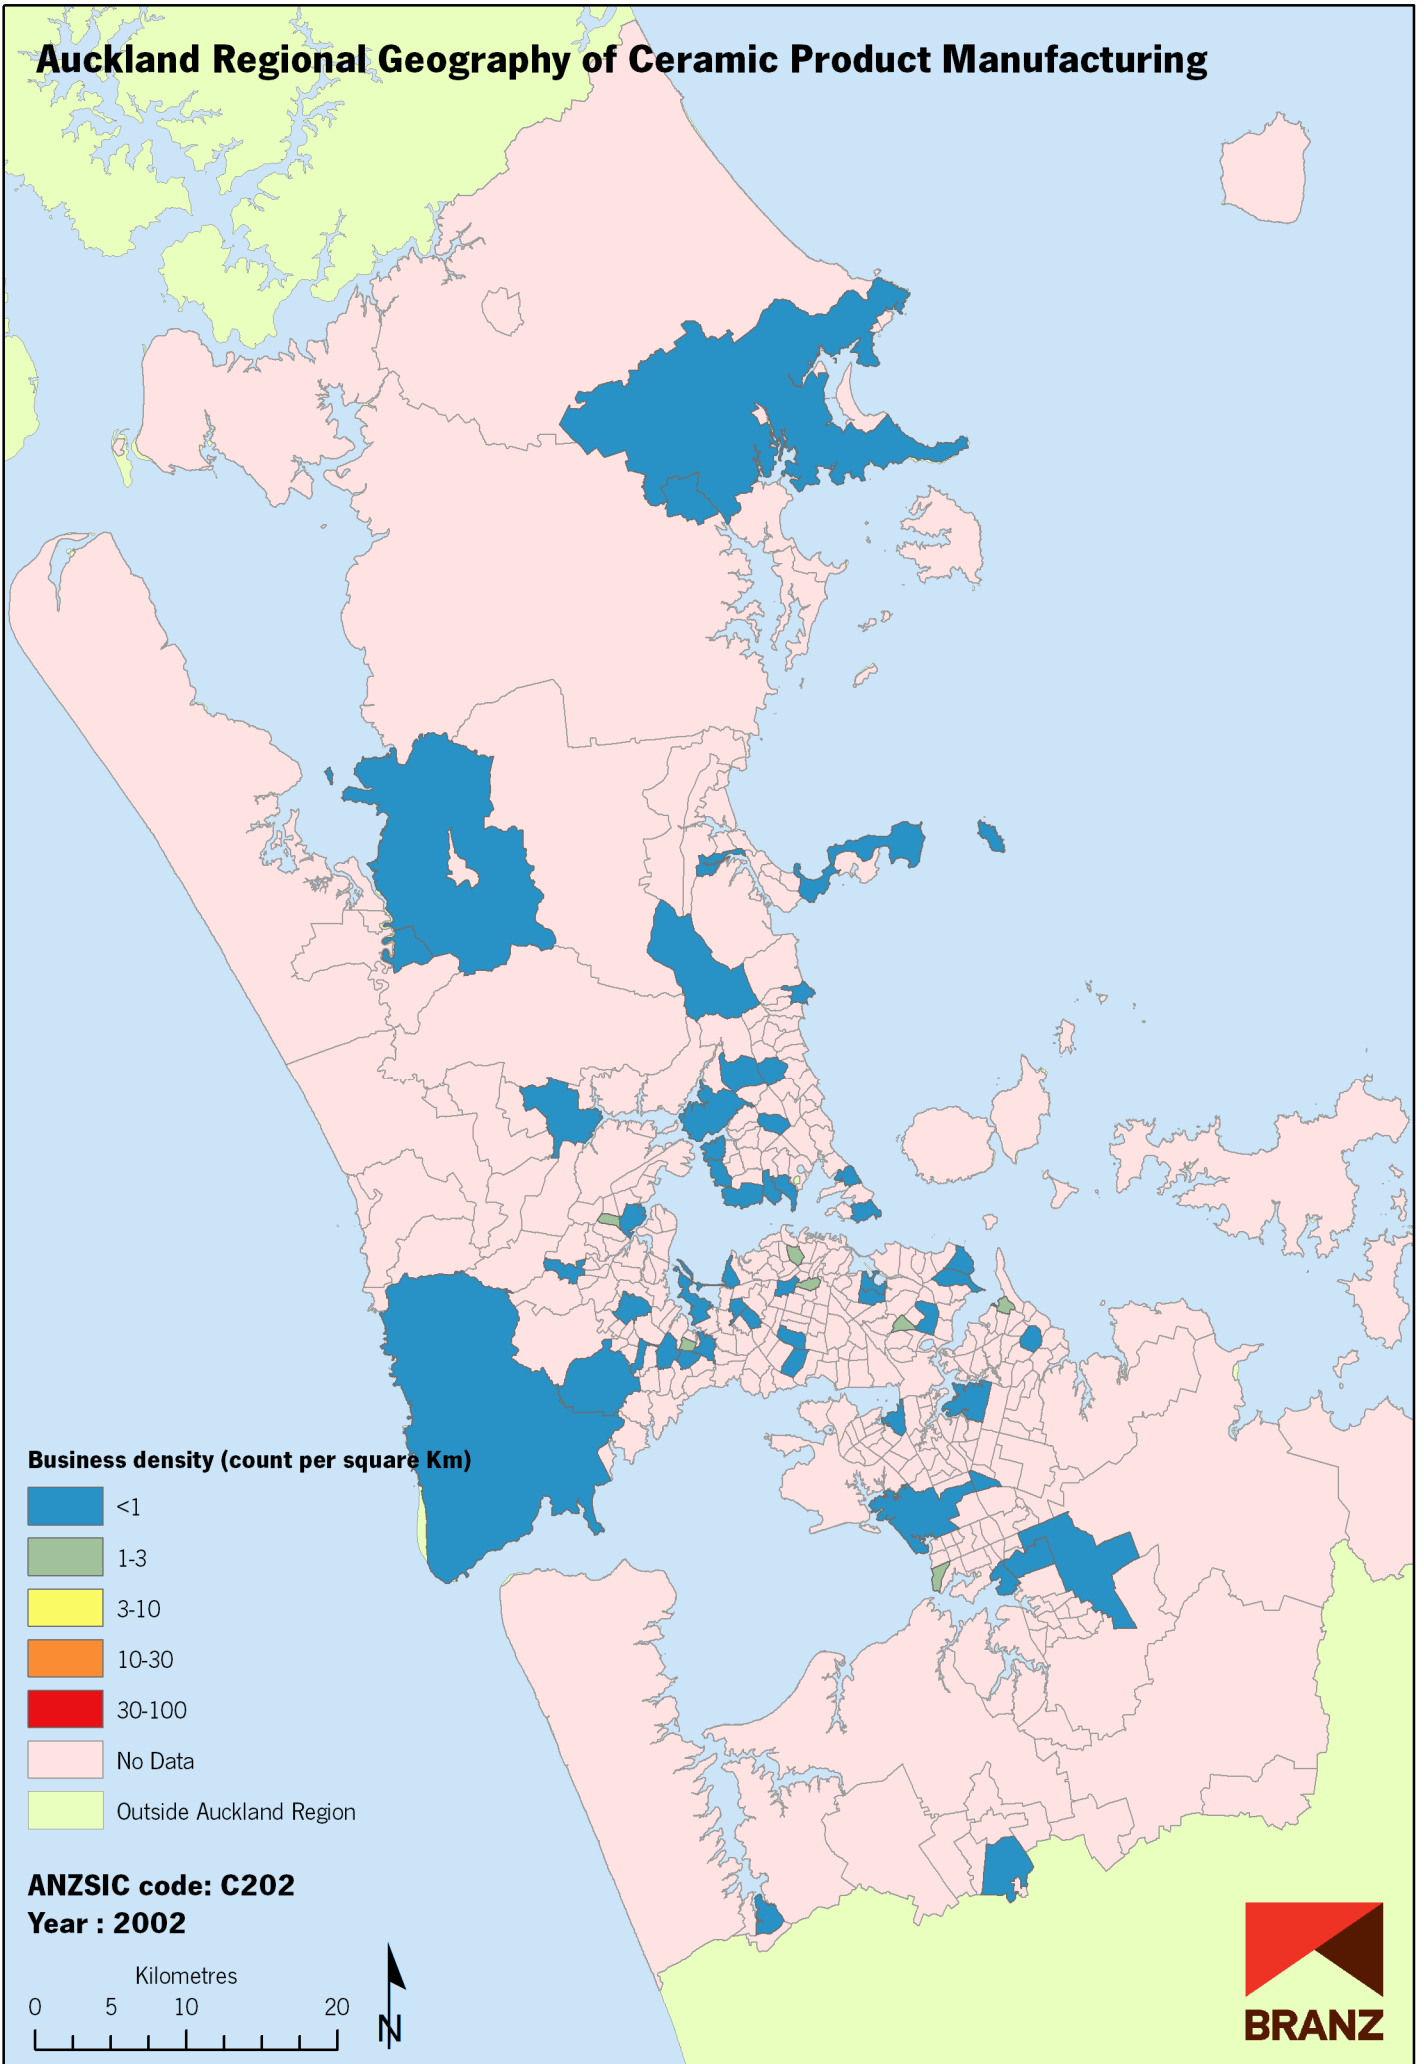 Auckland Regional Geography of Ceramic Product Manufacturing
Business density (count per square Km)
<1
1-3
3-10
10-30
30-100
No Data
Outside Auckland Region
ANZSIC code: C202
Year : 2002
Kilometres
0 5 10 20
N
BRANZ